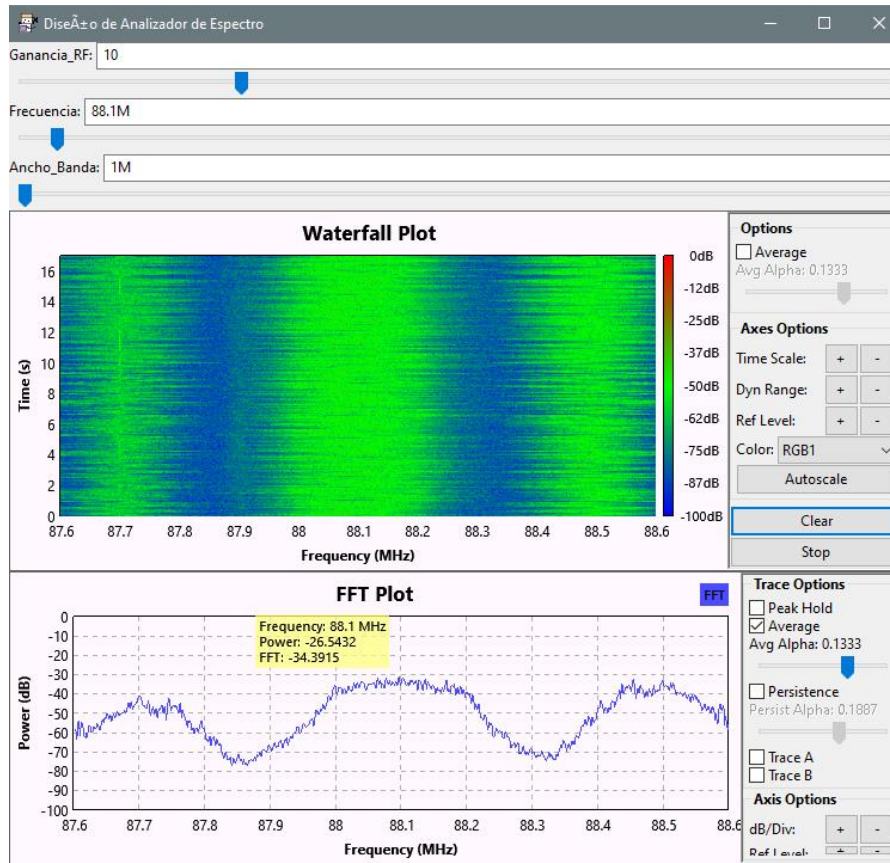 DiseÃ±o de Analizador de Espectro
Ganancia_RF: 10
Frecuencia: 88.1M
Ancho_Banda: 1M
Waterfall Plot
Time (s)
16
14
12
10
8
6
4
2
0
87.6 87.7 87.8 87.9 88 88.1 88.2 88.3 88.4 88.5 88.6
Frequency (MHz)
0dB
-12dB
-25dB
-37dB
-50dB
-62dB
-75dB
-87dB
-100dB
Options
Average
Avg Alpha: 0.1333
Axes Options
Time Scale: + -
Dyn Range: + -
Ref Level: + -
Color: RGB1
Autoscale
Clear
Stop
FFT Plot
FFT
Frequency: 88.1 MHz
Power: -26.5432
FFT: -34.3915
Power (dB)
0
-10
-20
-30
-40
-50
-60
-70
-80
-90
-100
87.6 87.7 87.8 87.9 88 88.1 88.2 88.3 88.4 88.5 88.6
Frequency (MHz)
Trace Options
Peak Hold
Average
Avg Alpha: 0.1333
Persistence
Persist Alpha: 0.1887
Trace A
Trace B
Axis Options
dB/Div: + -
Ref Level: + -